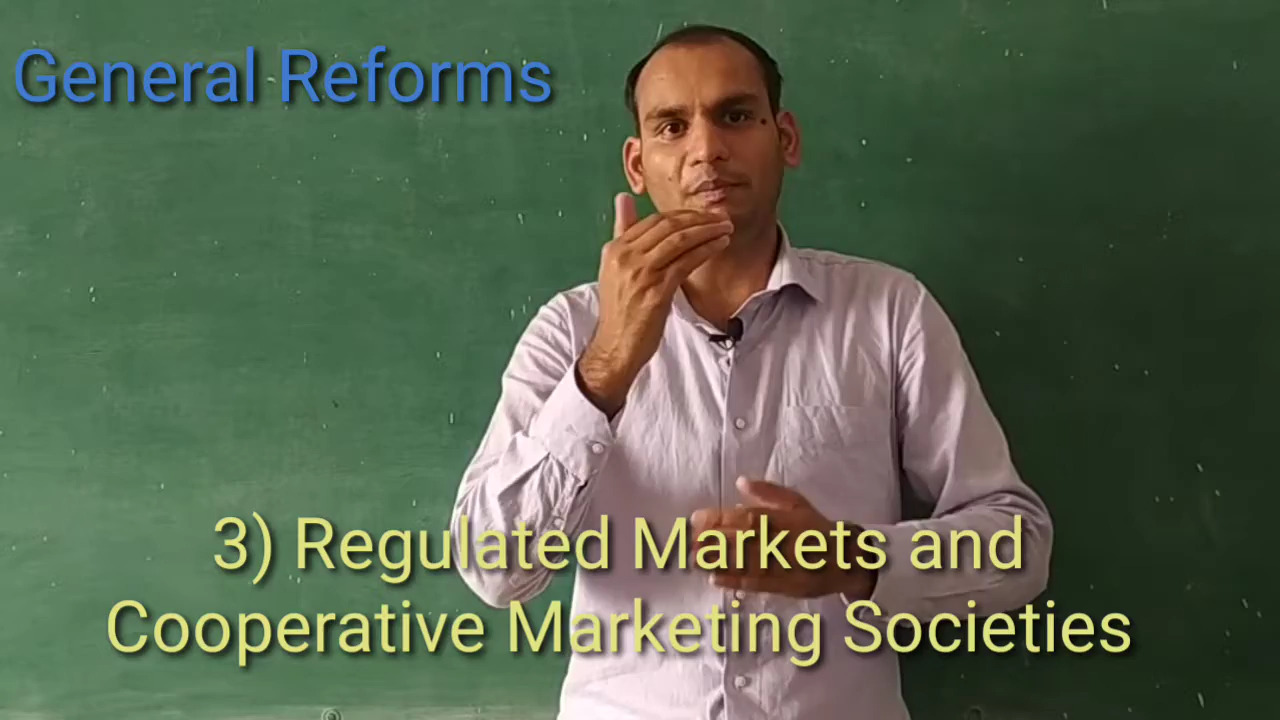 General Reforms
3) Regulated Markets and
Cooperative Marketing Societies